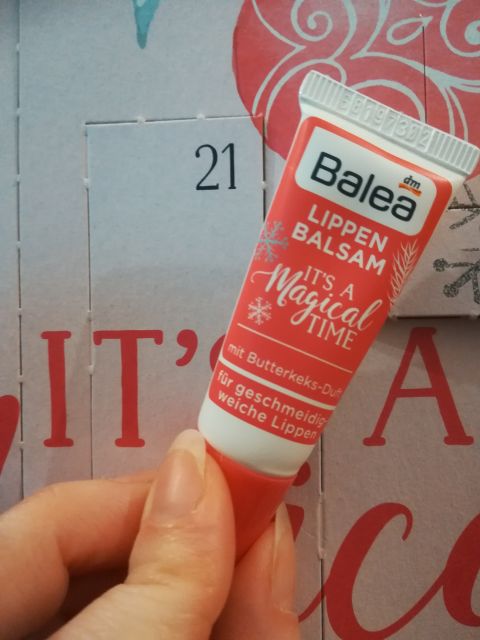 21
Balea
dm
LIPPEN
BALSAM
IT'S A
Magical
TIME
mit Butterkeks-Duft
für geschmeidig
weiche Lippen
IT'S A